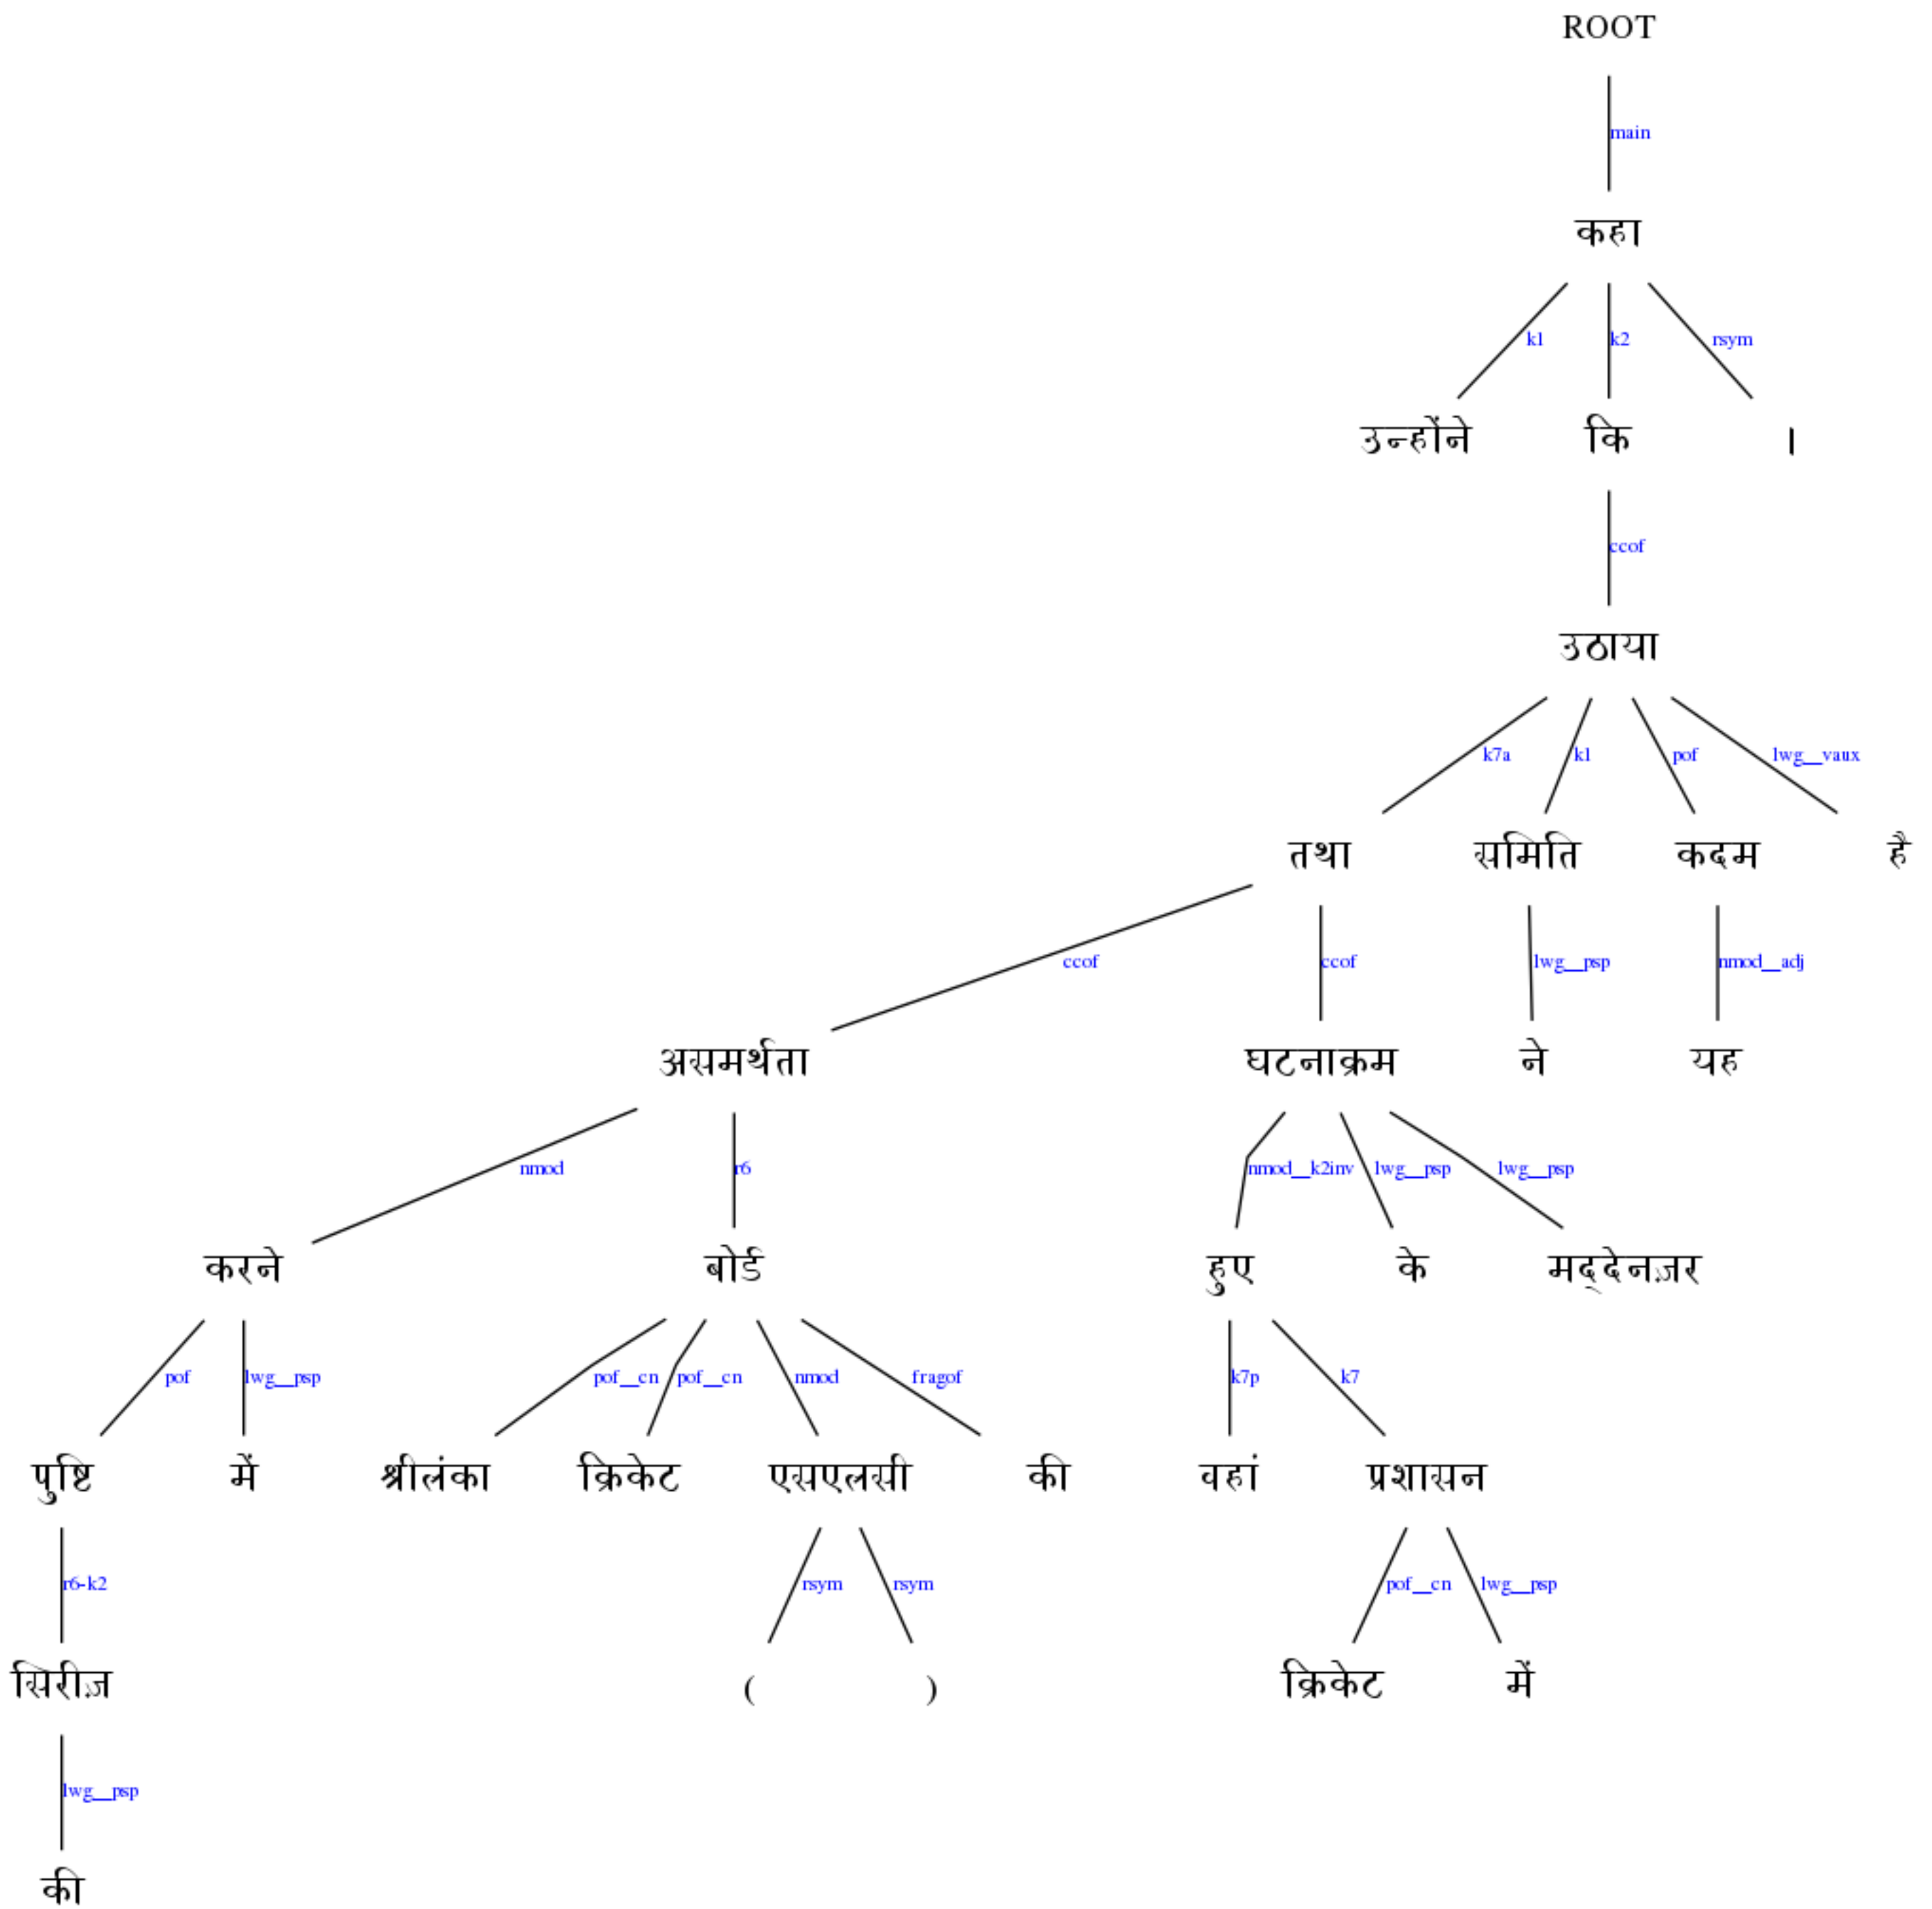 ROOT
main
कहा
k1 k2 rsym
उन्होंने कि ।
ccof
उठाया
k7a k1 pof lwg__vaux
तथा समिति कदम है
ccof ccof lwg__psp nmod__adj
असमर्थता घटनाक्रम ने यह
nmod r6 nmod__k2inv lwg__psp lwg__psp
करने बोर्ड हुए के मद्देनज़र
pof lwg__psp pof__cn pof__cn nmod fragof k7p k7
पुष्टि में श्रीलंका क्रिकेट एसएलसी की वहां प्रशासन
r6-k2 rsym rsym pof__cn lwg__psp
सिरीज़ ( ) क्रिकेट में
lwg__psp
की